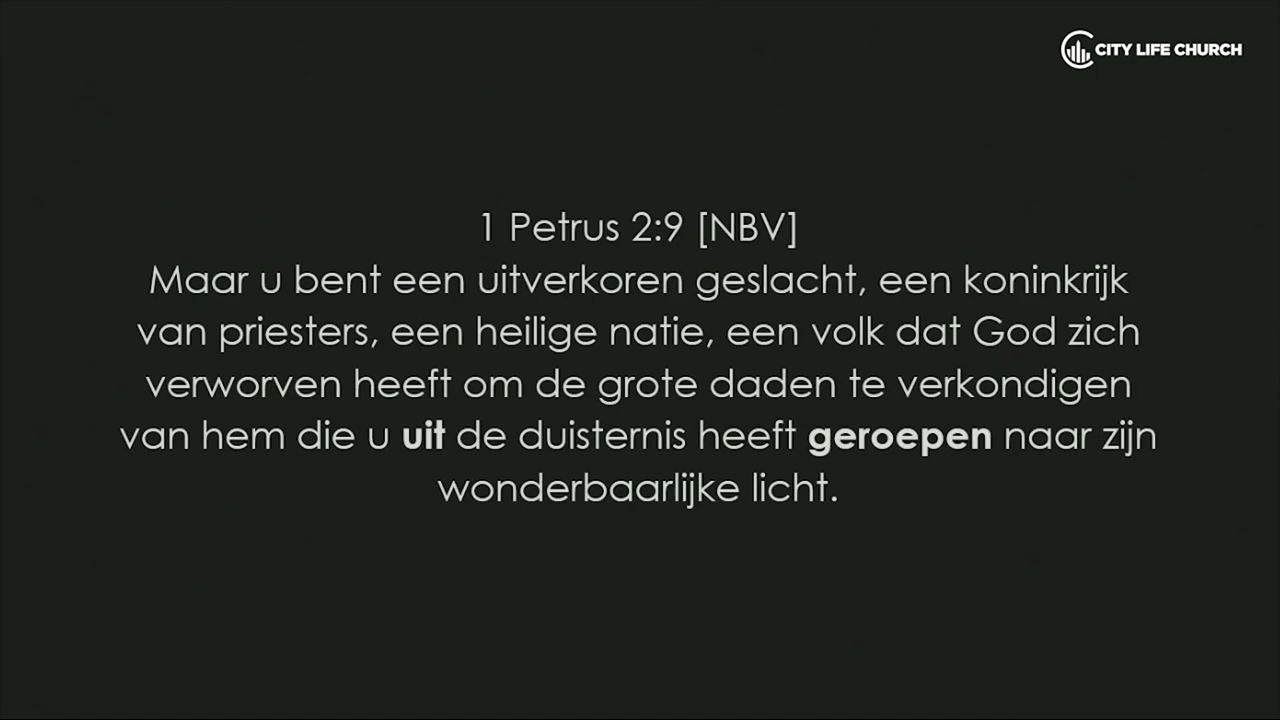 CITY LIFE CHURCH
1 Petrus 2:9 [NBV]
Maar u bent een uitverkoren geslacht, een koninkrijk
van priesters, een heilige natie, een volk dat God zich
verworven heeft om de grote daden te verkondigen
van hem die u uit de duisternis heeft geroepen naar zijn
wonderbaarlijke licht.